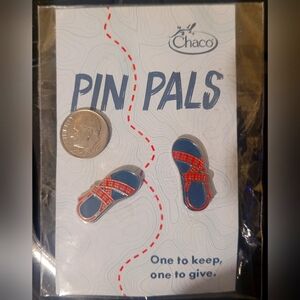 Chaco
PIN PALS
One to keep,
one to give.